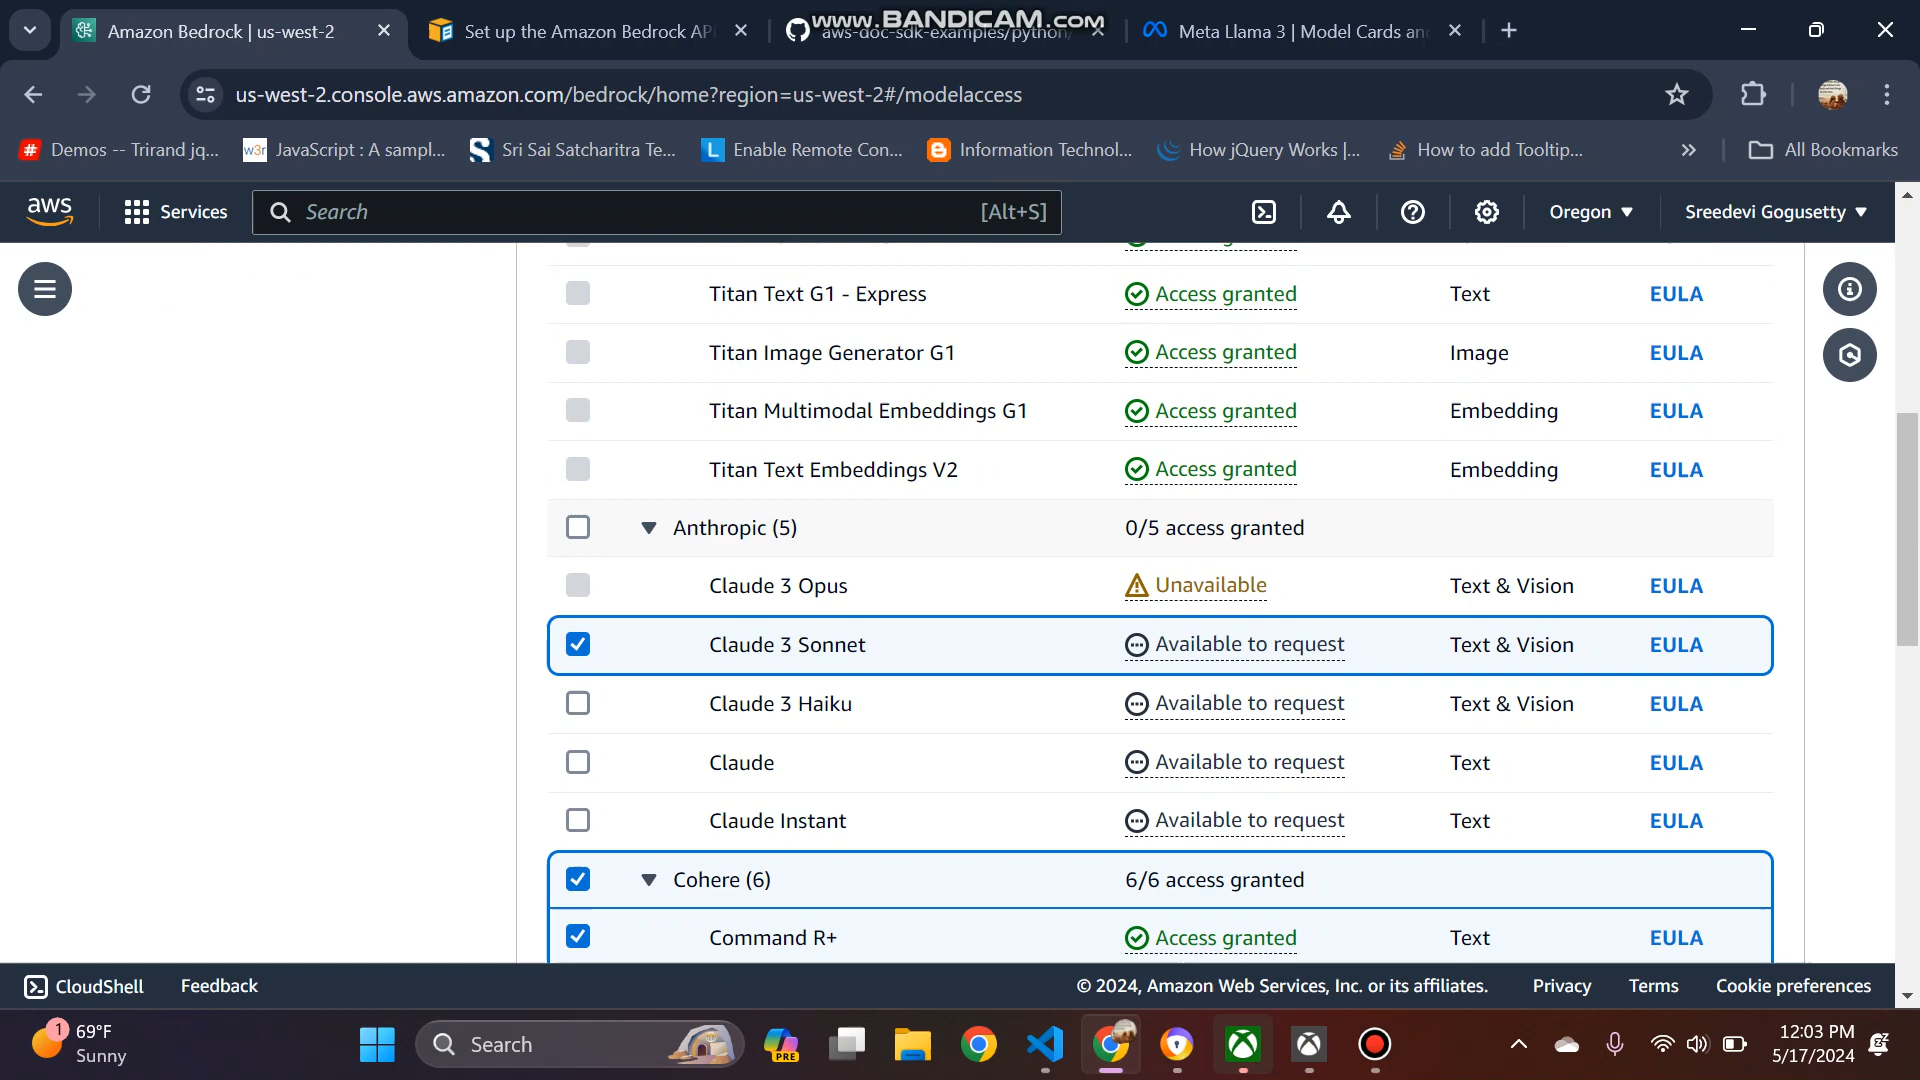 Amazon Bedrock | us-west-2
Set up the Amazon Bedrock AP
www.BANDICAM.com
aws-doc-sdk-examples/python/
Meta Llama 3 | Model Cards an
us-west-2.console.aws.amazon.com/bedrock/home?region=us-west-2#/modelaccess
# Demos -- Trirand jq...
w3r JavaScript : A sampl...
S Sri Sai Satcharitra Te...
L Enable Remote Con...
Information Technol...
How jQuery Works |...
How to add Tooltip...
»
All Bookmarks
aws
Services
Search [Alt+S]
Oregon
Sreedevi Gogusetty
Titan Text G1 - Express Access granted Text EULA
Titan Image Generator G1 Access granted Image EULA
Titan Multimodal Embeddings G1 Access granted Embedding EULA
Titan Text Embeddings V2 Access granted Embedding EULA
Anthropic (5) 0/5 access granted
Claude 3 Opus Unavailable Text & Vision EULA
Claude 3 Sonnet Available to request Text & Vision EULA
Claude 3 Haiku Available to request Text & Vision EULA
Claude Available to request Text EULA
Claude Instant Available to request Text EULA
Cohere (6) 6/6 access granted
Command R+ Access granted Text EULA
CloudShell Feedback © 2024, Amazon Web Services, Inc. or its affiliates. Privacy Terms Cookie preferences
1 69°F
Sunny
Search
PRE
12:03 PM
5/17/2024